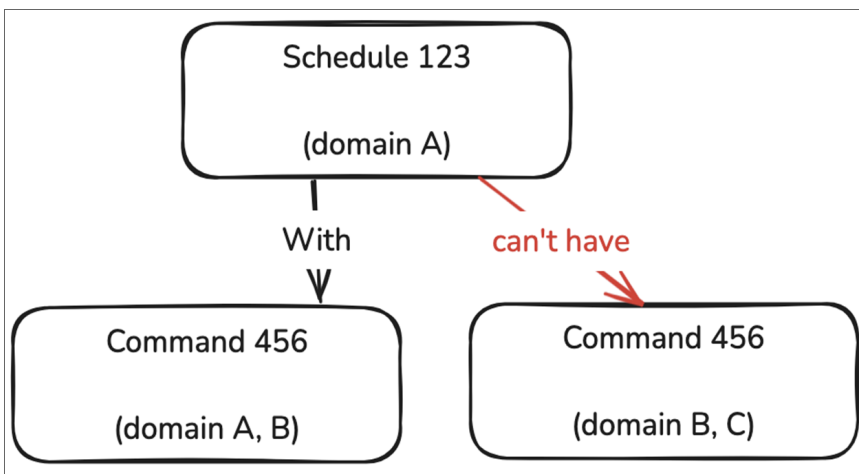 Schedule 123
(domain A)
With
can't have
Command 456
(domain A, B)
Command 456
(domain B, C)